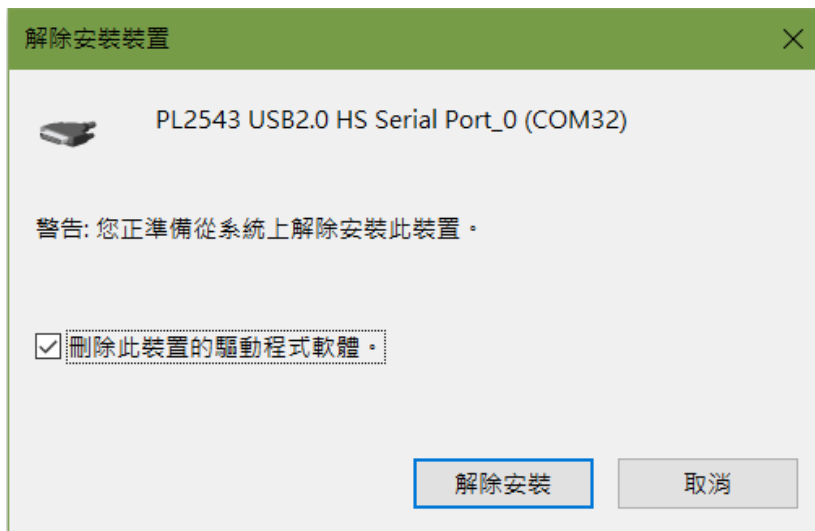 解除安裝裝置
PL2543 USB2.0 HS Serial Port_0 (COM32)
警告: 您正準備從系統上解除安裝此裝置。
刪除此裝置的驅動程式軟體。
解除安裝
取消